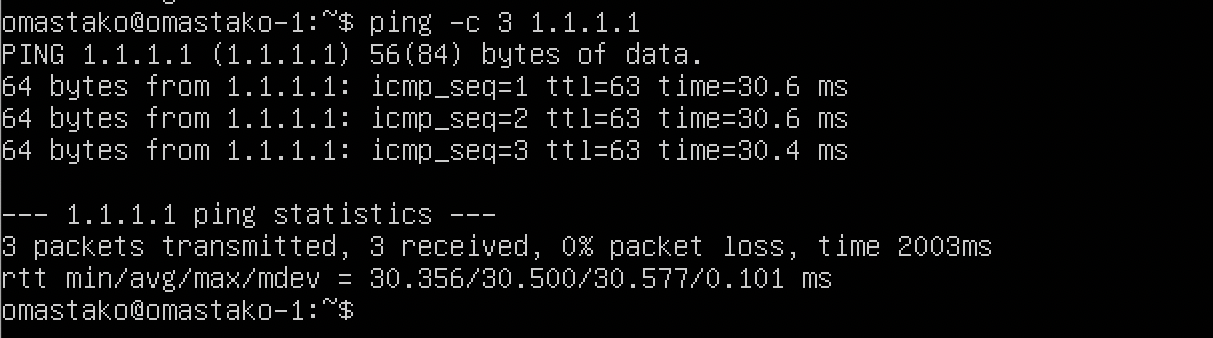 omastako@omastako-1:~$ ping -c 3 1.1.1.1
PING 1.1.1.1 (1.1.1.1) 56(84) bytes of data.
64 bytes from 1.1.1.1: icmp_seq=1 ttl=63 time=30.6 ms
64 bytes from 1.1.1.1: icmp_seq=2 ttl=63 time=30.6 ms
64 bytes from 1.1.1.1: icmp_seq=3 ttl=63 time=30.4 ms

--- 1.1.1.1 ping statistics ---
3 packets transmitted, 3 received, 0% packet loss, time 2003ms
rtt min/avg/max/mdev = 30.356/30.500/30.577/0.101 ms
omastako@omastako-1:~$